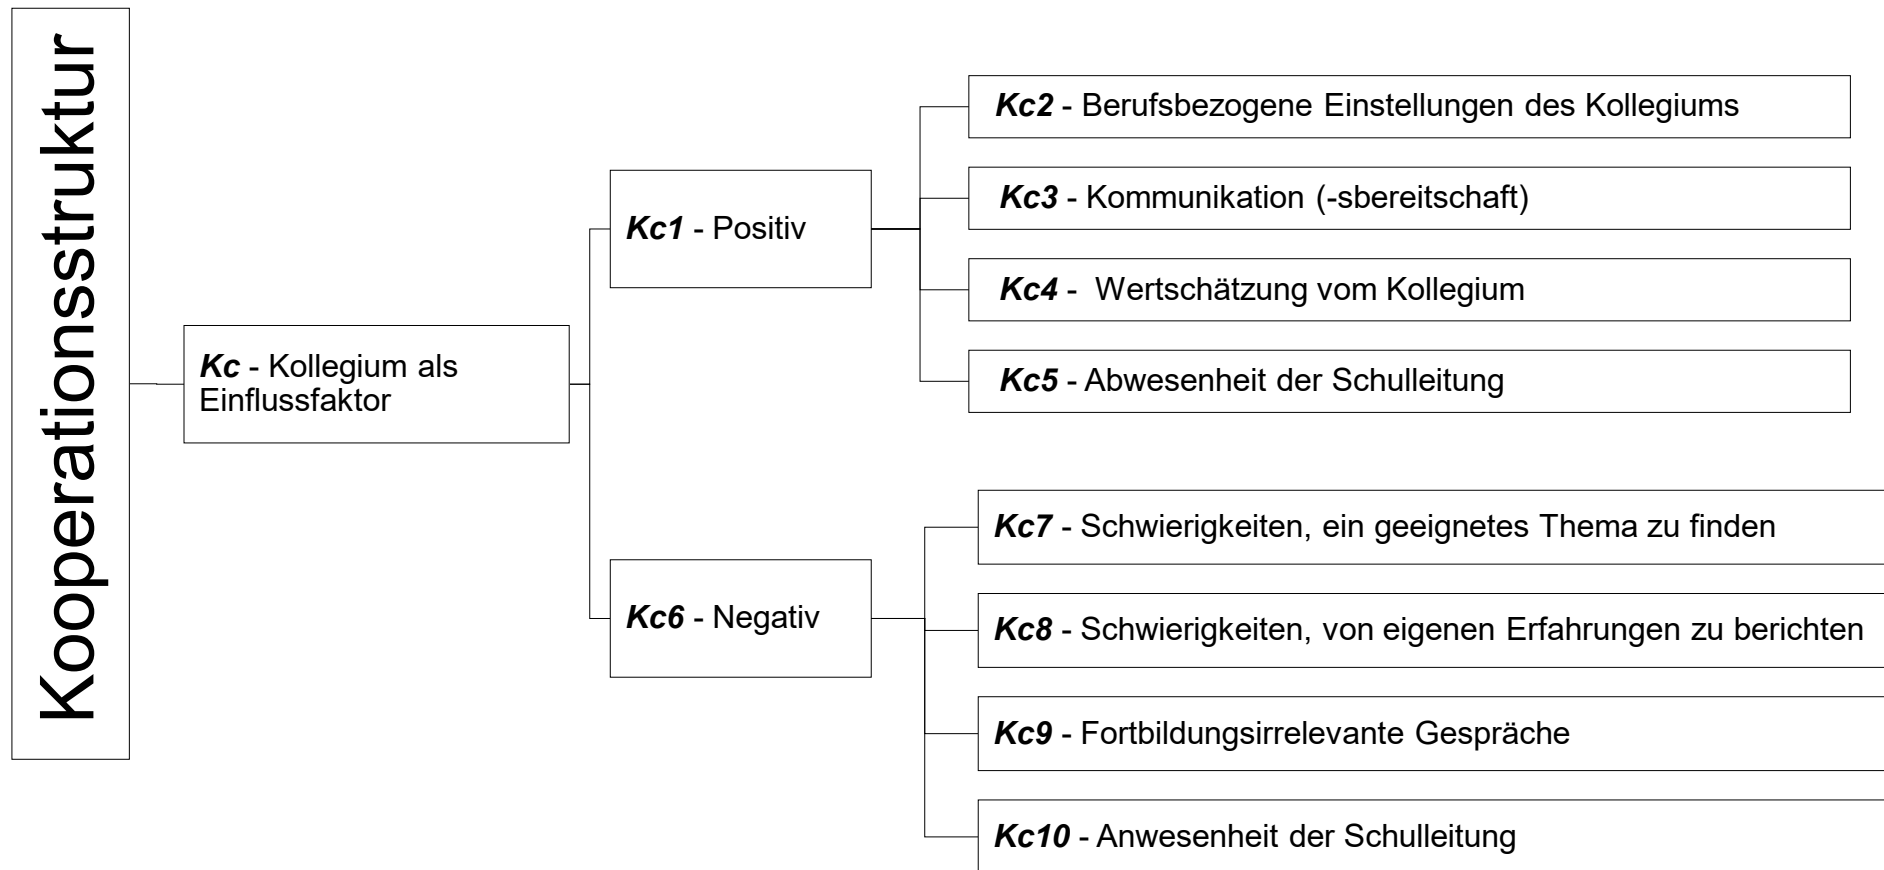 Kooperationsstruktur
Kc - Kollegium als
Einflussfaktor
Kc1 - Positiv
Kc2 - Berufsbezogene Einstellungen des Kollegiums
Kc3 - Kommunikation (-sbereitschaft)
Kc4 - Wertschätzung vom Kollegium
Kc5 - Abwesenheit der Schulleitung
Kc6 - Negativ
Kc7 - Schwierigkeiten, ein geeignetes Thema zu finden
Kc8 - Schwierigkeiten, von eigenen Erfahrungen zu berichten
Kc9 - Fortbildungsirrelevante Gespräche
Kc10 - Anwesenheit der Schulleitung